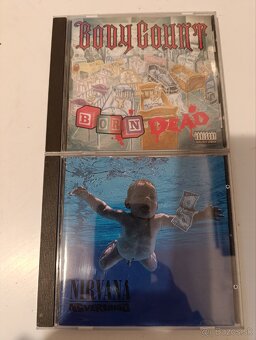 BODY COUNT
BORN DEAD
NIRVANA
NEVERMIND